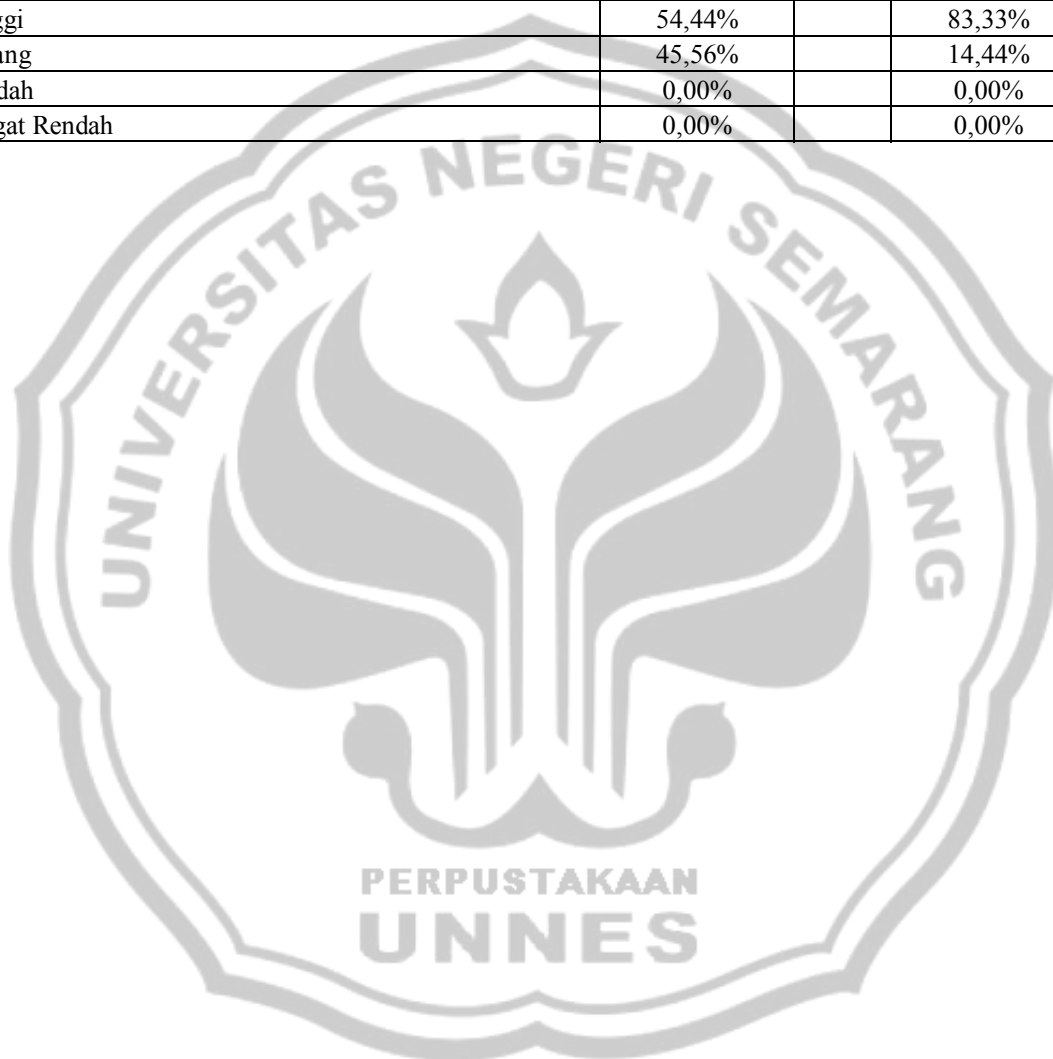 ggi 54,44% 83,33%
ang 45,56% 14,44%
dah 0,00% 0,00%
gat Rendah 0,00% 0,00%
UNIVERSITAS NEGERI SEMARANG
PERPUSTAKAAN
UNNES